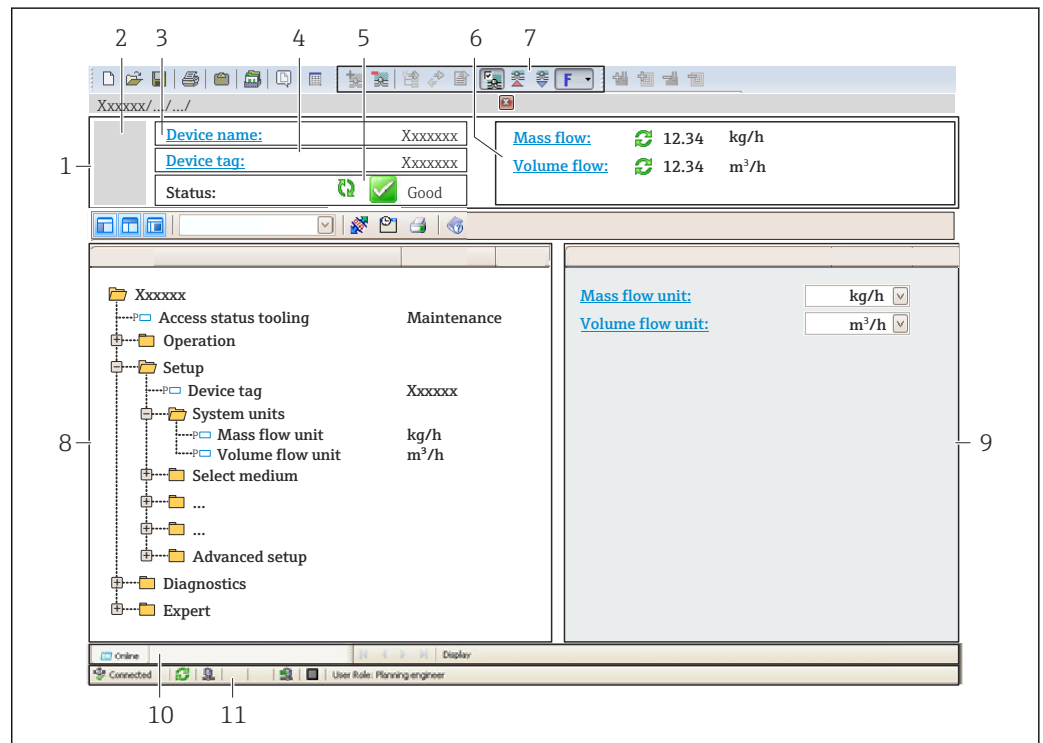 2 3 4 5 6 7
F
Xxxxxx/.../.../
1
Device name: Xxxxxxx
Device tag: Xxxxxxx
Status: Good
Mass flow: 12.34 kg/h
Volume flow: 12.34 m³/h
Xxxxxx
P Access status tooling Maintenance
Operation
Setup
P Device tag Xxxxxx
System units
P Mass flow unit kg/h
P Volume flow unit m³/h
Select medium
...
...
Advanced setup
Diagnostics
Expert
8
Mass flow unit: kg/h
Volume flow unit: m³/h
9
Online Display
Connected User Role: Planning engineer
10 11